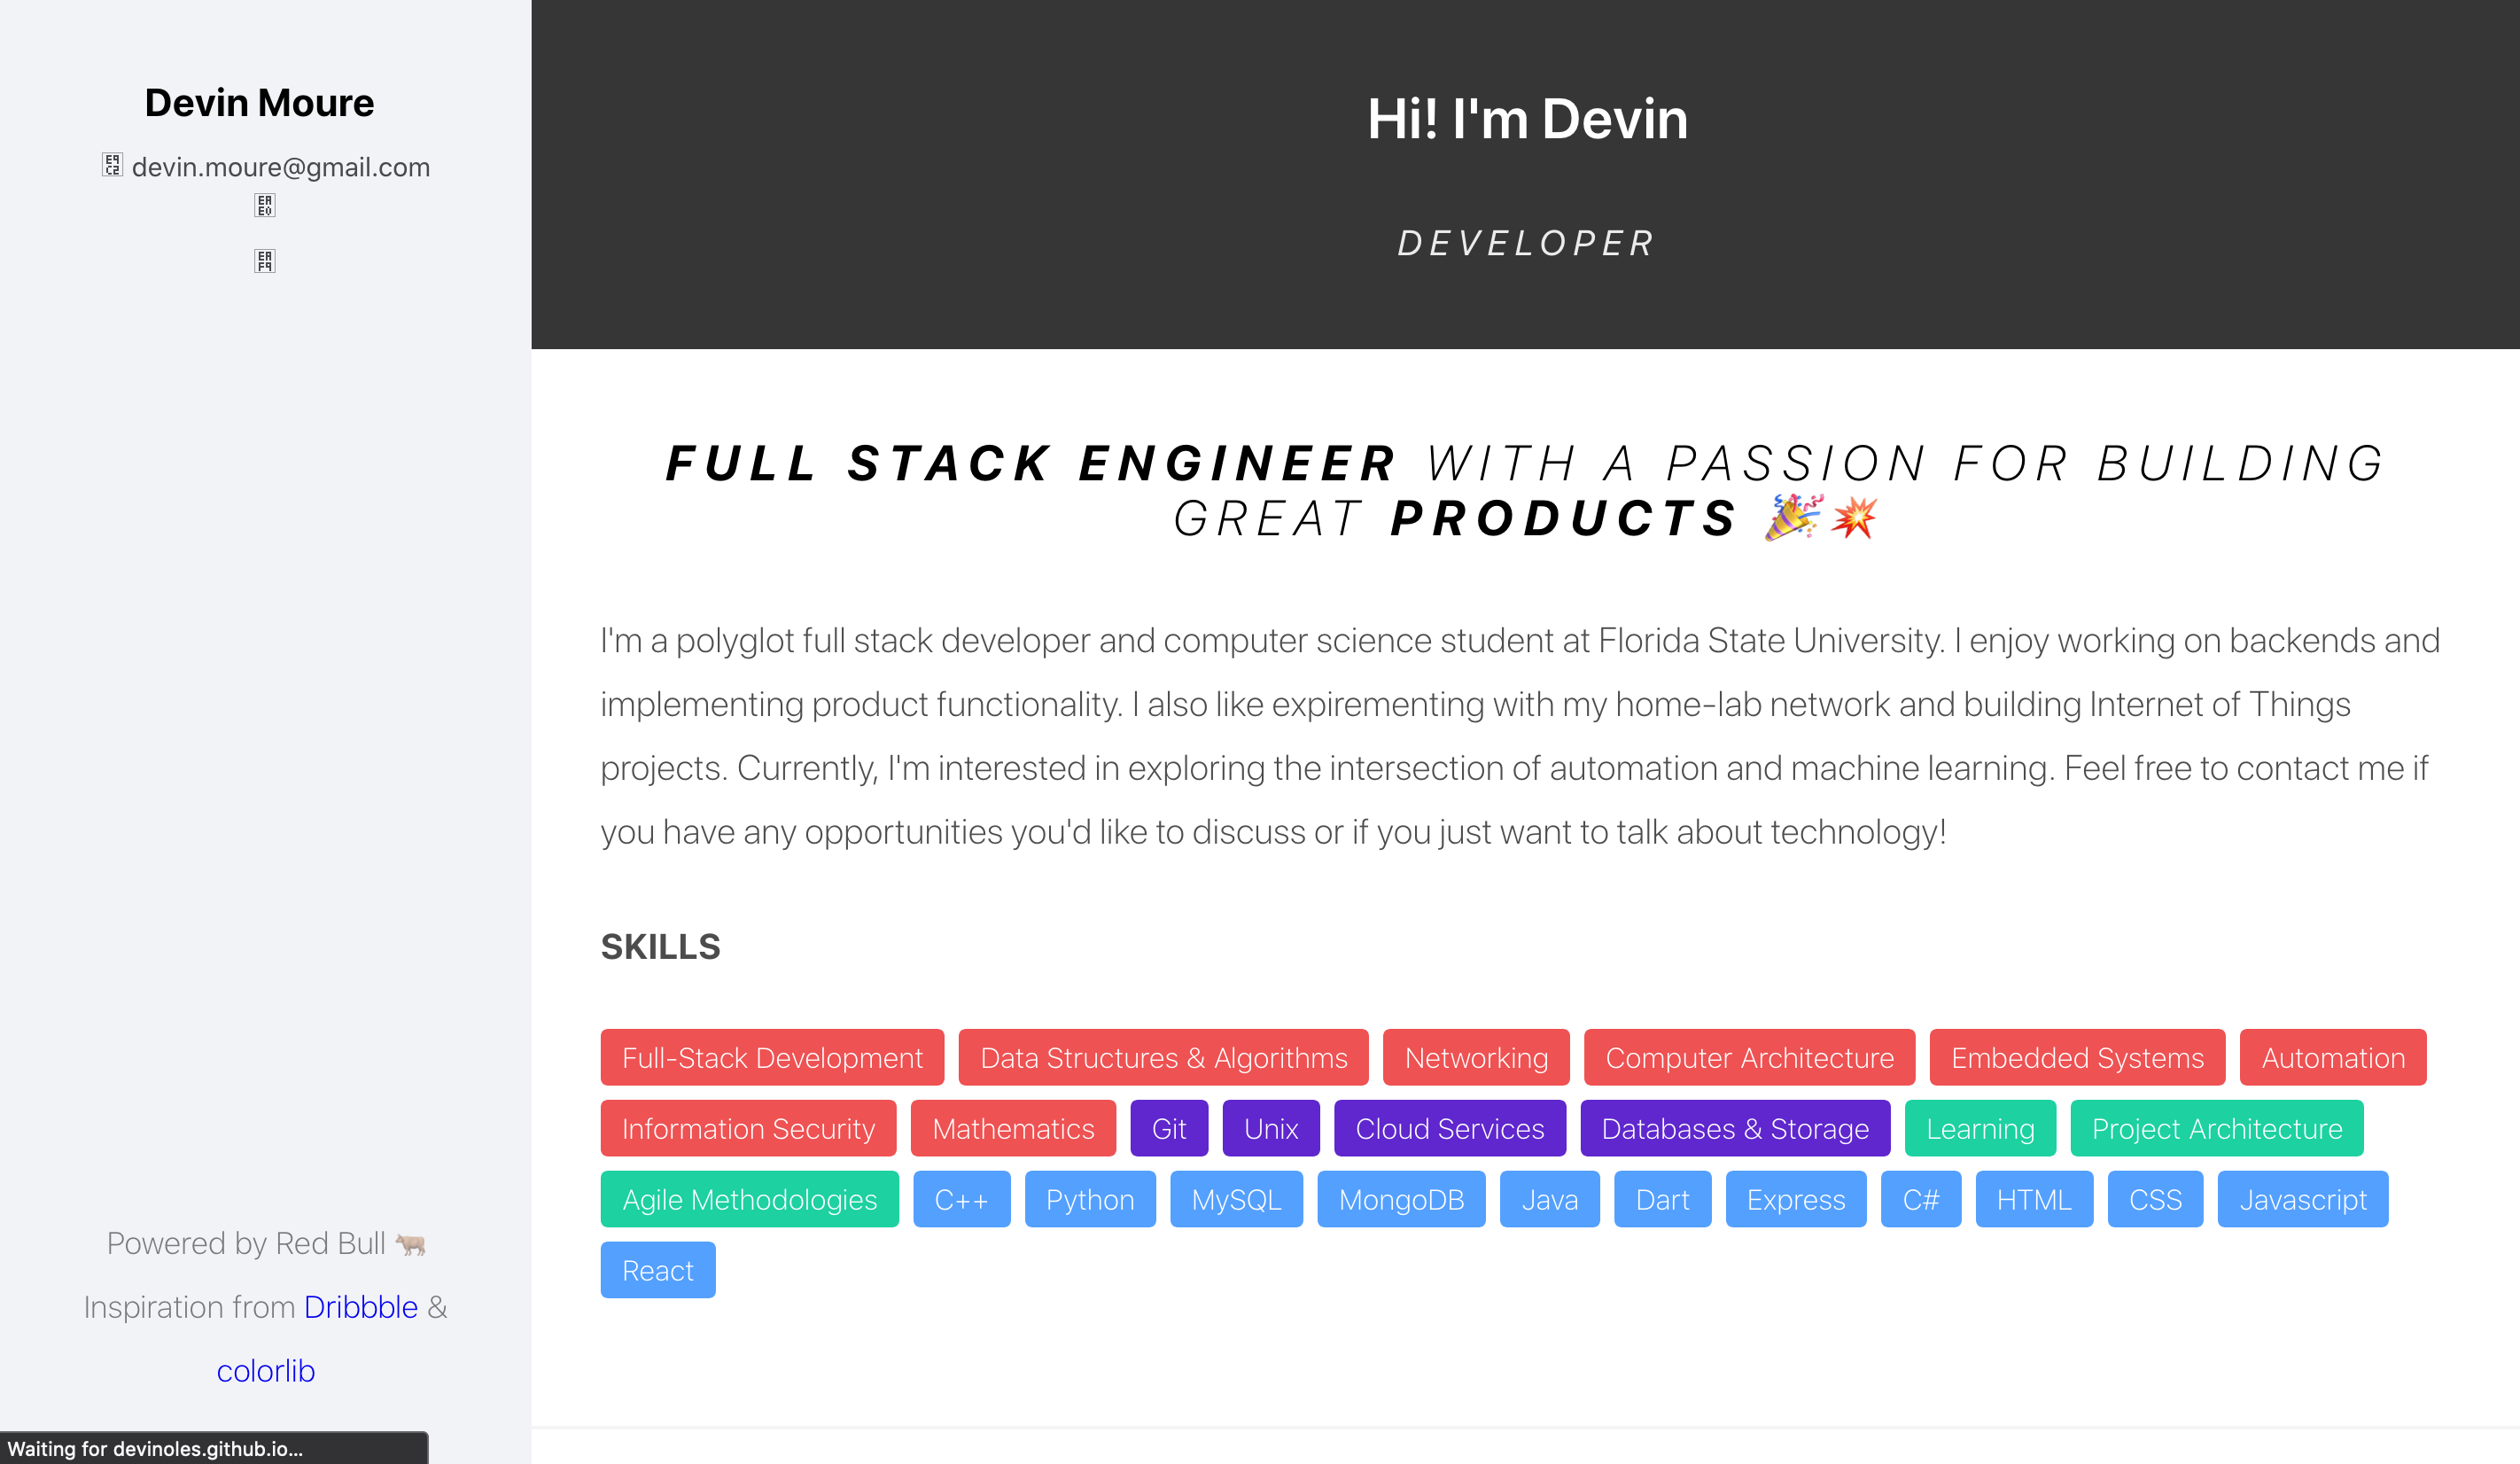 Devin Moure
devin.moure@gmail.com
Hi! I'm Devin
DEVELOPER
FULL STACK ENGINEER WITH A PASSION FOR BUILDING
GREAT PRODUCTS 🎉💥
I'm a polyglot full stack developer and computer science student at Florida State University. I enjoy working on backends and
implementing product functionality. I also like expirementing with my home-lab network and building Internet of Things
projects. Currently, I'm interested in exploring the intersection of automation and machine learning. Feel free to contact me if
you have any opportunities you'd like to discuss or if you just want to talk about technology!
SKILLS
Full-Stack Development Data Structures & Algorithms Networking Computer Architecture Embedded Systems Automation
Information Security Mathematics Git Unix Cloud Services Databases & Storage Learning Project Architecture
Agile Methodologies C++ Python MySQL MongoDB Java Dart Express C# HTML CSS Javascript
React
Powered by Red Bull 🐂
Inspiration from Dribbble &
colorlib
Waiting for devinoles.github.io...